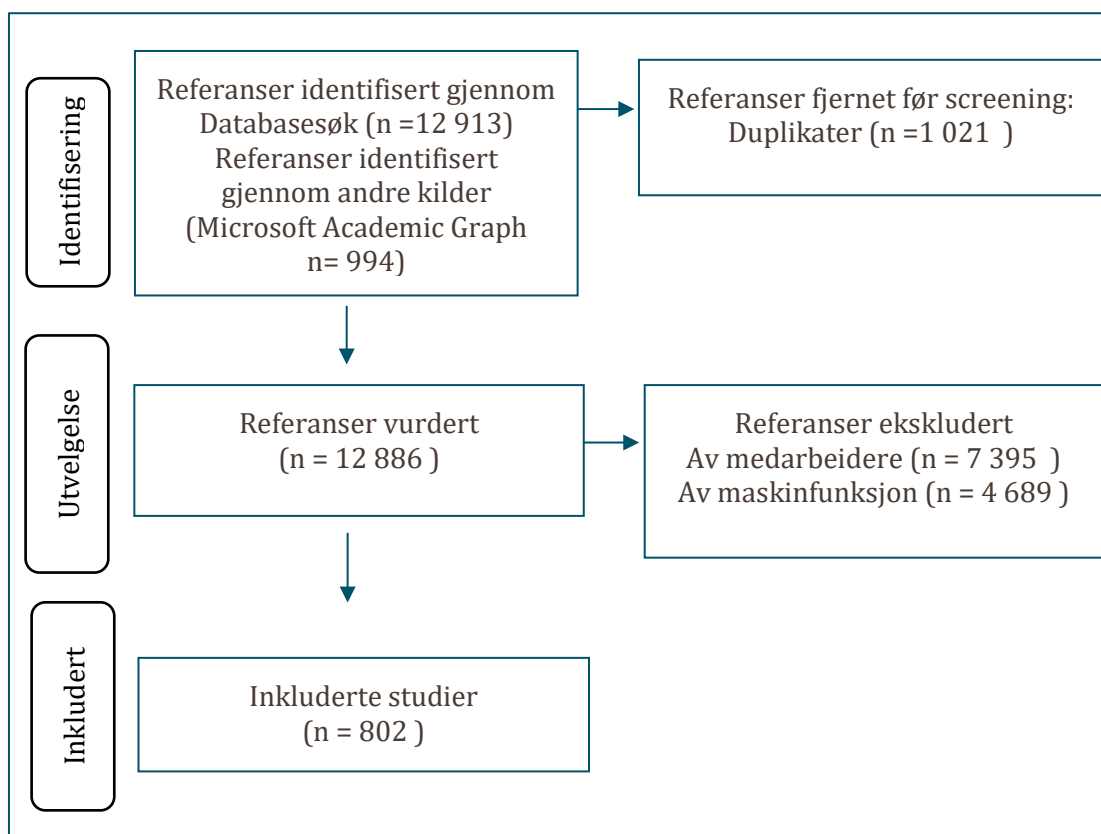 Identifisering
Referanser identifisert gjennom
Databasesøk (n =12 913)
Referanser identifisert
gjennom andre kilder
(Microsoft Academic Graph
n= 994)
Referanser fjernet før screening:
Duplikater (n =1 021 )
Utvelgelse
Referanser vurdert
(n = 12 886 )
Referanser ekskludert
Av medarbeidere (n = 7 395 )
Av maskinfunksjon (n = 4 689 )
Inkludert
Inkluderte studier
(n = 802 )